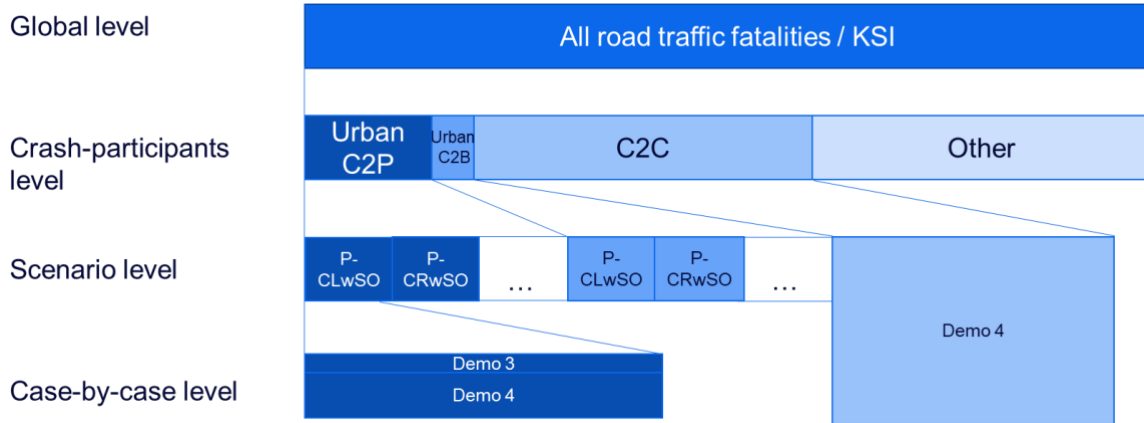 Global level
All road traffic fatalities / KSI
Crash-participants
level
Urban
C2P
Urban
C2B
C2C
Other
Scenario level
P-
CLwSO
P-
CRwSO
...
P-
CLwSO
P-
CRwSO
...
Demo 4
Case-by-case level
Demo 3
Demo 4